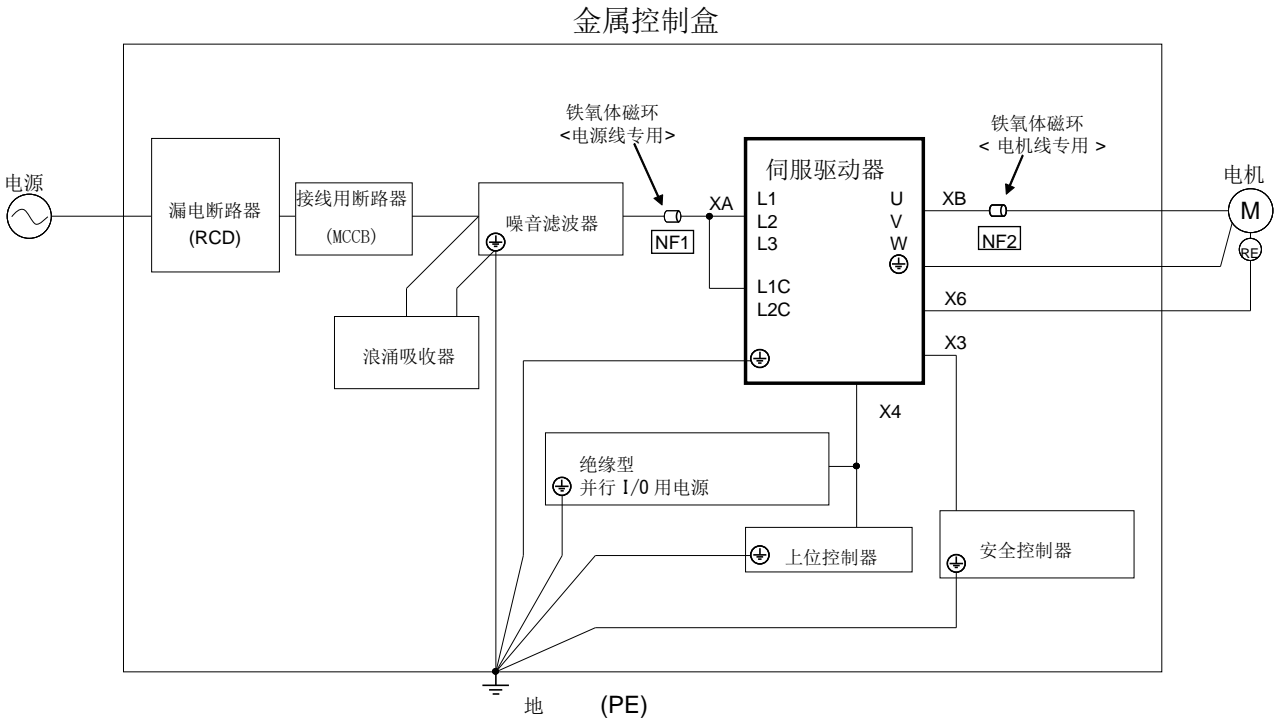 金属控制盒
铁氧体磁环
<电源线专用>
铁氧体磁环
< 电机线专用 >
电源
漏电断路器
(RCD)
接线用断路器
(MCCB)
噪音滤波器
NF1
XA
伺服驱动器
L1
L2
L3
L1C
L2C
U
V
W
XB
NF2
电机
M
RE
X6
X3
X4
浪涌吸收器
绝缘型
并行 I/O 用电源
上位控制器
安全控制器
地 (PE)